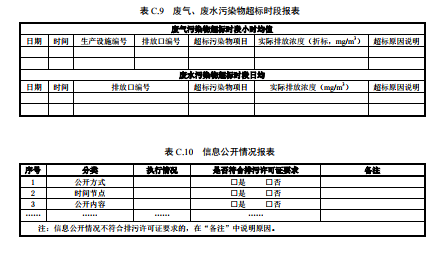 表 C.9 废气、废水污染物超标时段报表
废气污染物超标时段小时均值
日期 时间 生产设施编号 排放口编号 超标污染物项目 实际排放浓度（折标，mg/m³） 超标原因说明
废水污染物超标时段日均值
日期 时间 排放口编号 超标污染物项目 实际排放浓度（mg/m³） 超标原因说明
表 C.10 信息公开情况报表
序号 分类 执行情况 是否符合排污许可证要求 备注
1 公开方式 □是 □否
2 时间节点 □是 □否
3 公开内容 □是 □否
…… …… …… ……
注：信息公开情况不符合排污许可证要求的，在“备注”中说明原因。